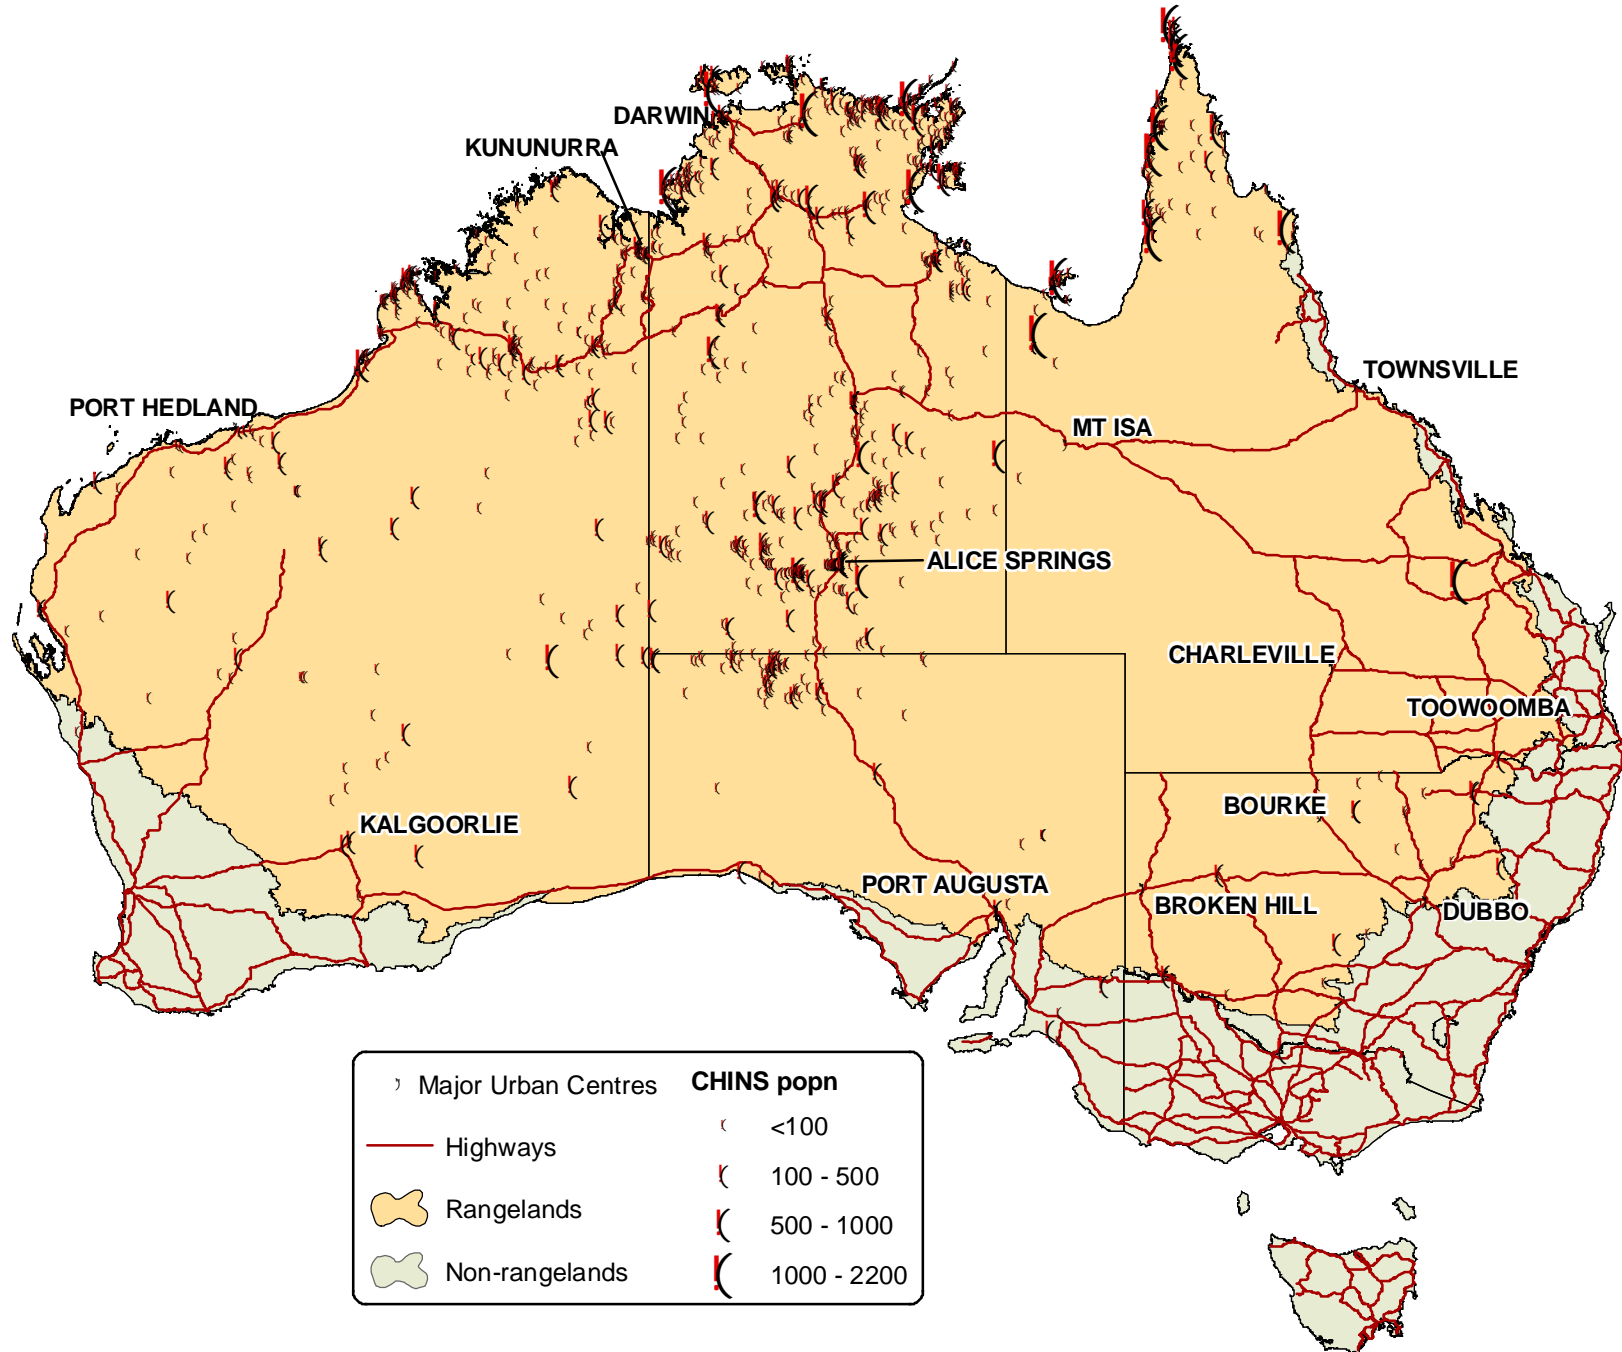 DARWIN
KUNUNURRA
TOWNSVILLE
PORT HEDLAND
MT ISA
ALICE SPRINGS
CHARLEVILLE
TOOWOOMBA
BOURKE
KALGOORLIE
PORT AUGUSTA
BROKEN HILL
DUBBO
Major Urban Centres
CHINS popn
<100
Highways
100 - 500
Rangelands
500 - 1000
Non-rangelands
1000 - 2200